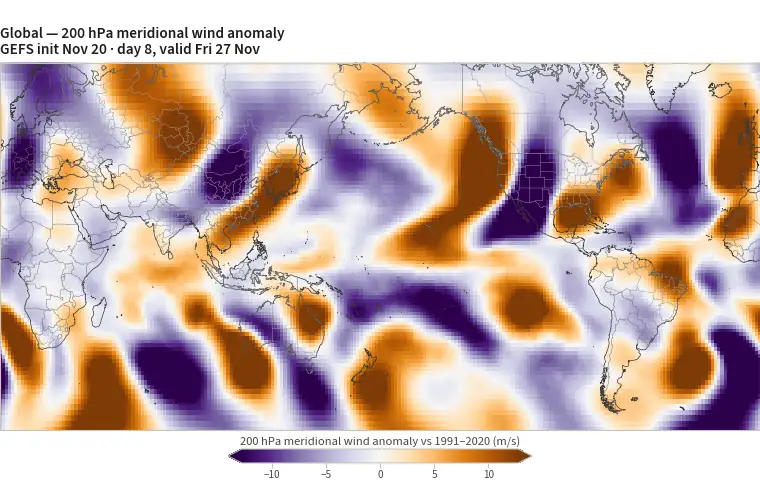 Global — 200 hPa meridional wind anomaly
GEFS init Nov 20 · day 8, valid Fri 27 Nov
200 hPa meridional wind anomaly vs 1991–2020 (m/s)
−10 −5 0 5 10